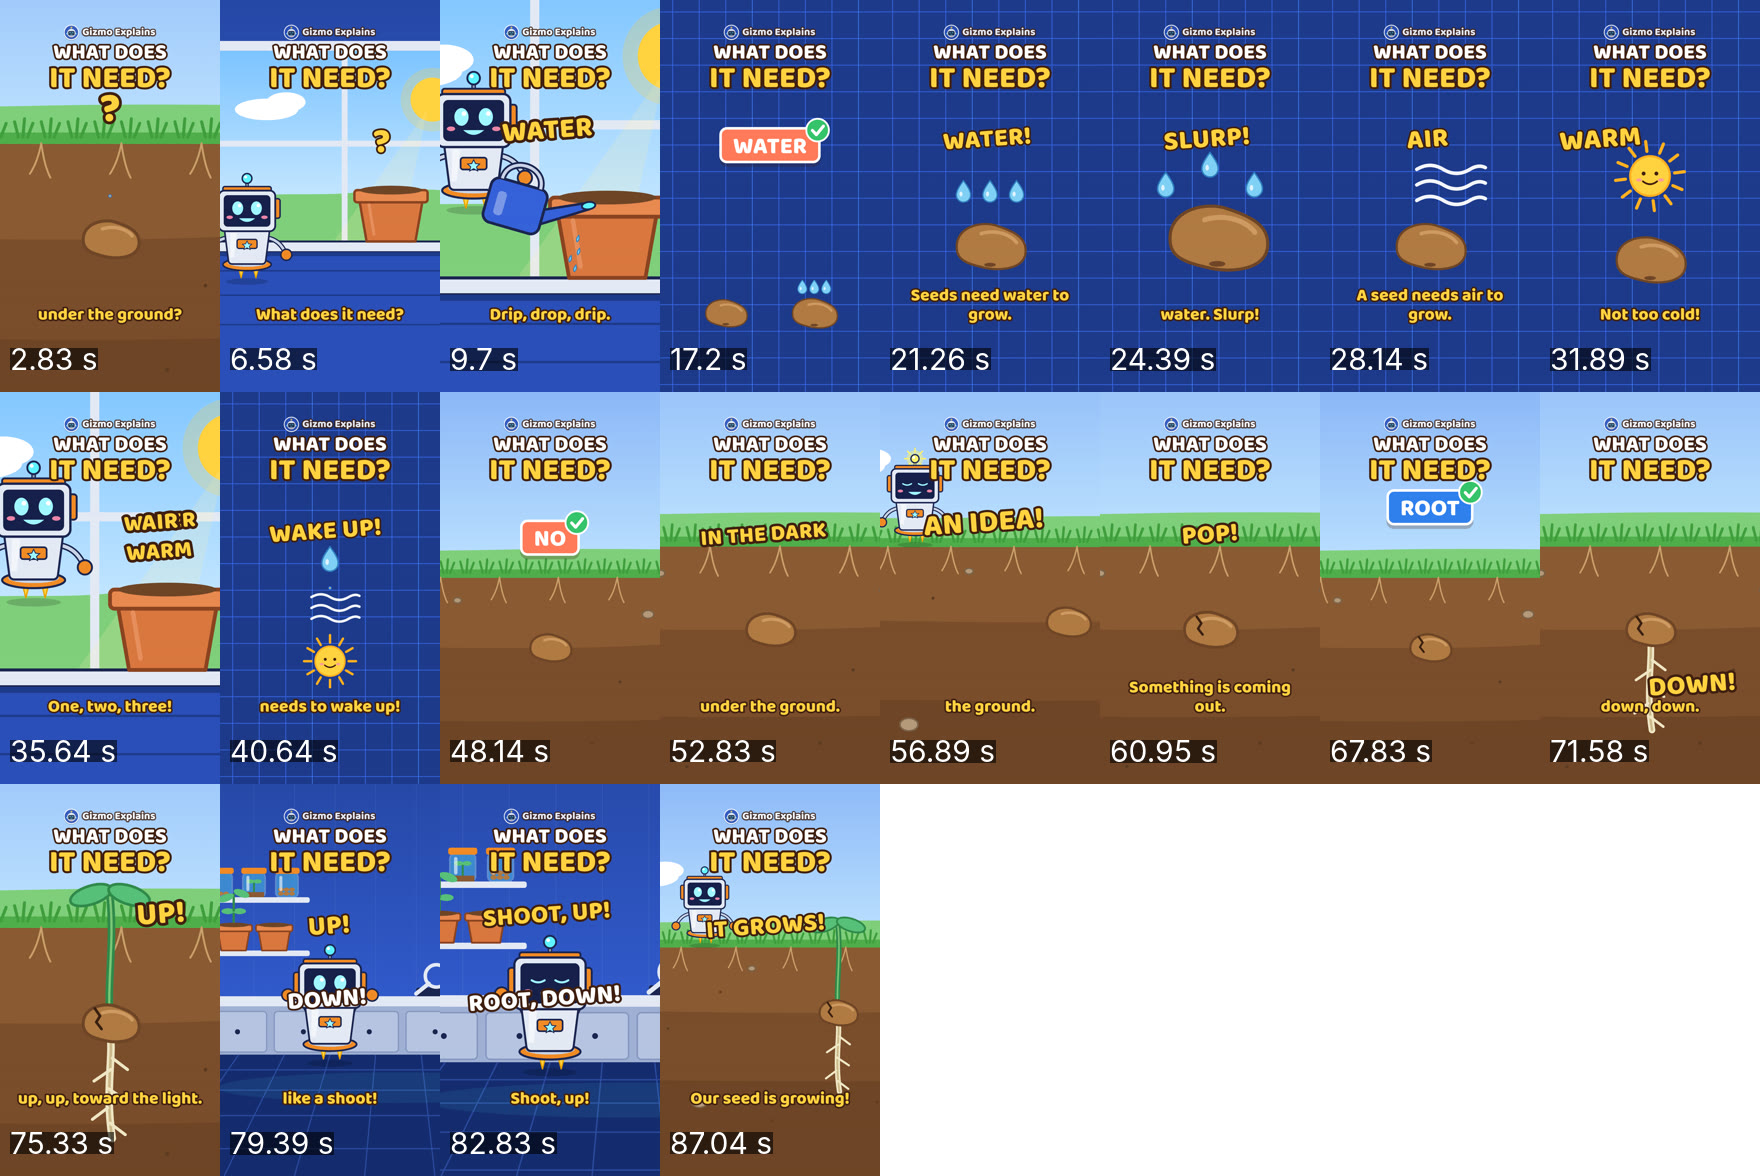 Gizmo Explains
WHAT DOES
IT NEED?
?
under the ground?
2.83 s
Gizmo Explains
WHAT DOES
IT NEED?
?
What does it need?
6.58 s
Gizmo Explains
WHAT DOES
IT NEED?
WATER
Drip, drop, drip.
9.7 s
Gizmo Explains
WHAT DOES
IT NEED?
WATER
17.2 s
Gizmo Explains
WHAT DOES
IT NEED?
WATER!
Seeds need water to
grow.
21.26 s
Gizmo Explains
WHAT DOES
IT NEED?
SLURP!
water. Slurp!
24.39 s
Gizmo Explains
WHAT DOES
IT NEED?
AIR
A seed needs air to
grow.
28.14 s
Gizmo Explains
WHAT DOES
IT NEED?
WARM
Not too cold!
31.89 s
Gizmo Explains
WHAT DOES
IT NEED?
WARM
One, two, three!
35.64 s
Gizmo Explains
WHAT DOES
IT NEED?
WAKE UP!
needs to wake up!
40.64 s
Gizmo Explains
WHAT DOES
IT NEED?
NO
48.14 s
Gizmo Explains
WHAT DOES
IT NEED?
IN THE DARK
under the ground.
52.83 s
Gizmo Explains
WHAT DOES
IT NEED?
AN IDEA!
the ground.
56.89 s
Gizmo Explains
WHAT DOES
IT NEED?
POP!
Something is coming
out.
60.95 s
Gizmo Explains
WHAT DOES
IT NEED?
ROOT
67.83 s
Gizmo Explains
WHAT DOES
IT NEED?
DOWN!
down, down.
71.58 s
Gizmo Explains
WHAT DOES
IT NEED?
UP!
up, up, toward the light.
75.33 s
Gizmo Explains
WHAT DOES
IT NEED?
UP!
DOWN!
like a shoot!
79.39 s
Gizmo Explains
WHAT DOES
IT NEED?
SHOOT, UP!
ROOT, DOWN!
Shoot, up!
82.83 s
Gizmo Explains
WHAT DOES
IT NEED?
IT GROWS!
Our seed is growing!
87.04 s